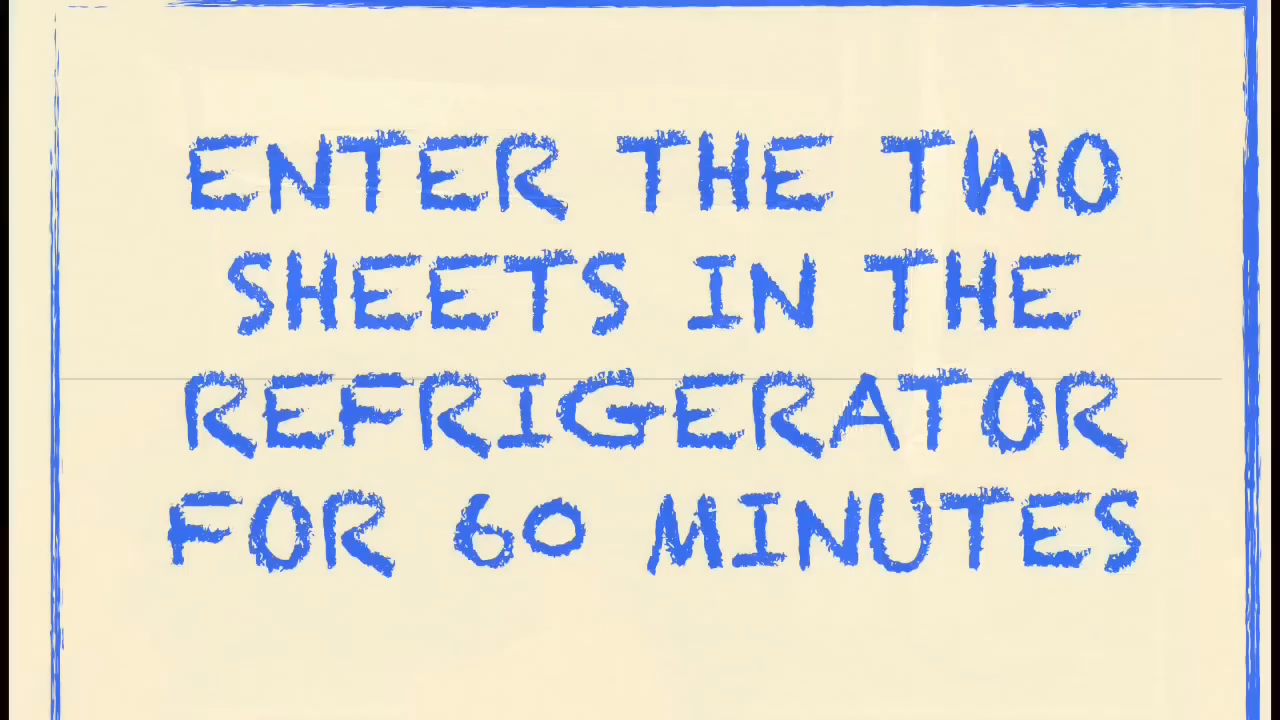 ENTER THE TWO
SHEETS IN THE
REFRIGERATOR
FOR 60 MINUTES